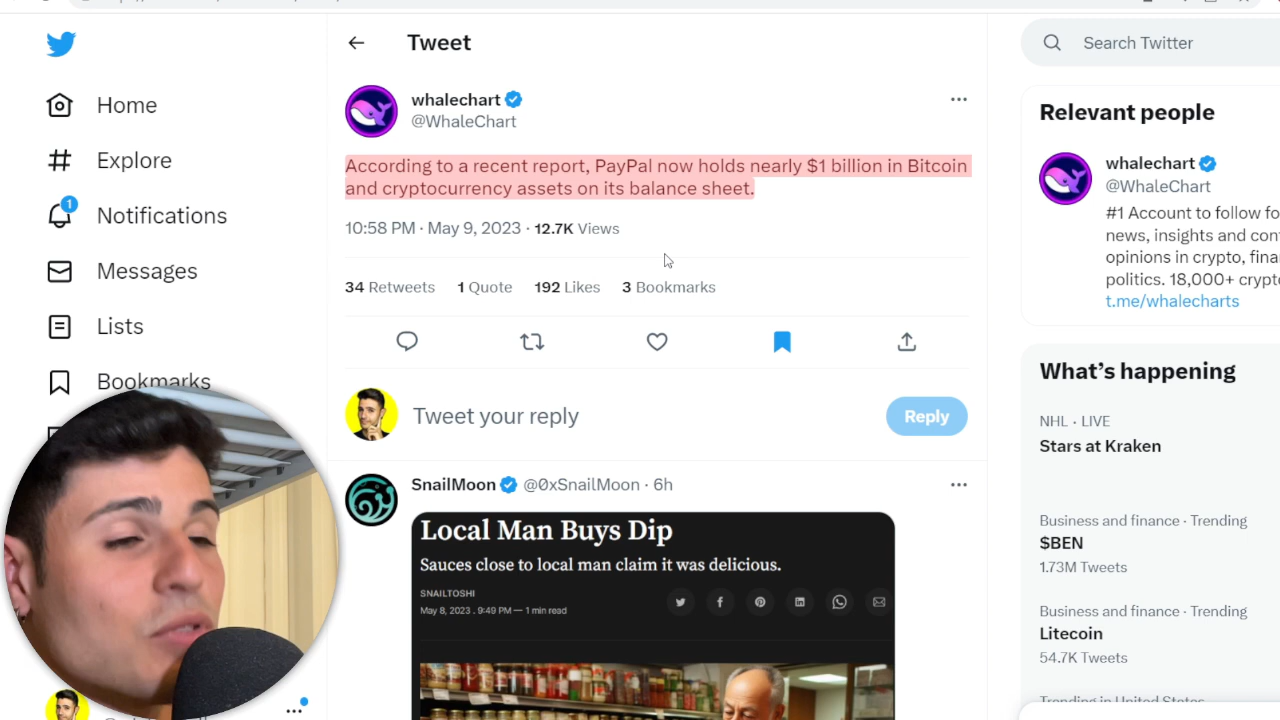 Tweet
Search Twitter
Home
Explore
1
Notifications
Messages
Lists
Bookmarks
whalechart
@WhaleChart
According to a recent report, PayPal now holds nearly $1 billion in Bitcoin
and cryptocurrency assets on its balance sheet.
10:58 PM · May 9, 2023 · 12.7K Views
34 Retweets 1 Quote 192 Likes 3 Bookmarks
Tweet your reply
Reply
SnailMoon @0xSnailMoon · 6h
Local Man Buys Dip
Sauces close to local man claim it was delicious.
SNAILTOSHI
May 8, 2023 . 9:49 PM — 1 min read
Relevant people
whalechart
@WhaleChart
#1 Account to follow fo
news, insights and con
opinions in crypto, fina
politics. 18,000+ crypt
t.me/whalecharts
What's happening
NHL · LIVE
Stars at Kraken
Business and finance · Trending
$BEN
1.73M Tweets
Business and finance · Trending
Litecoin
54.7K Tweets
Trending in United States